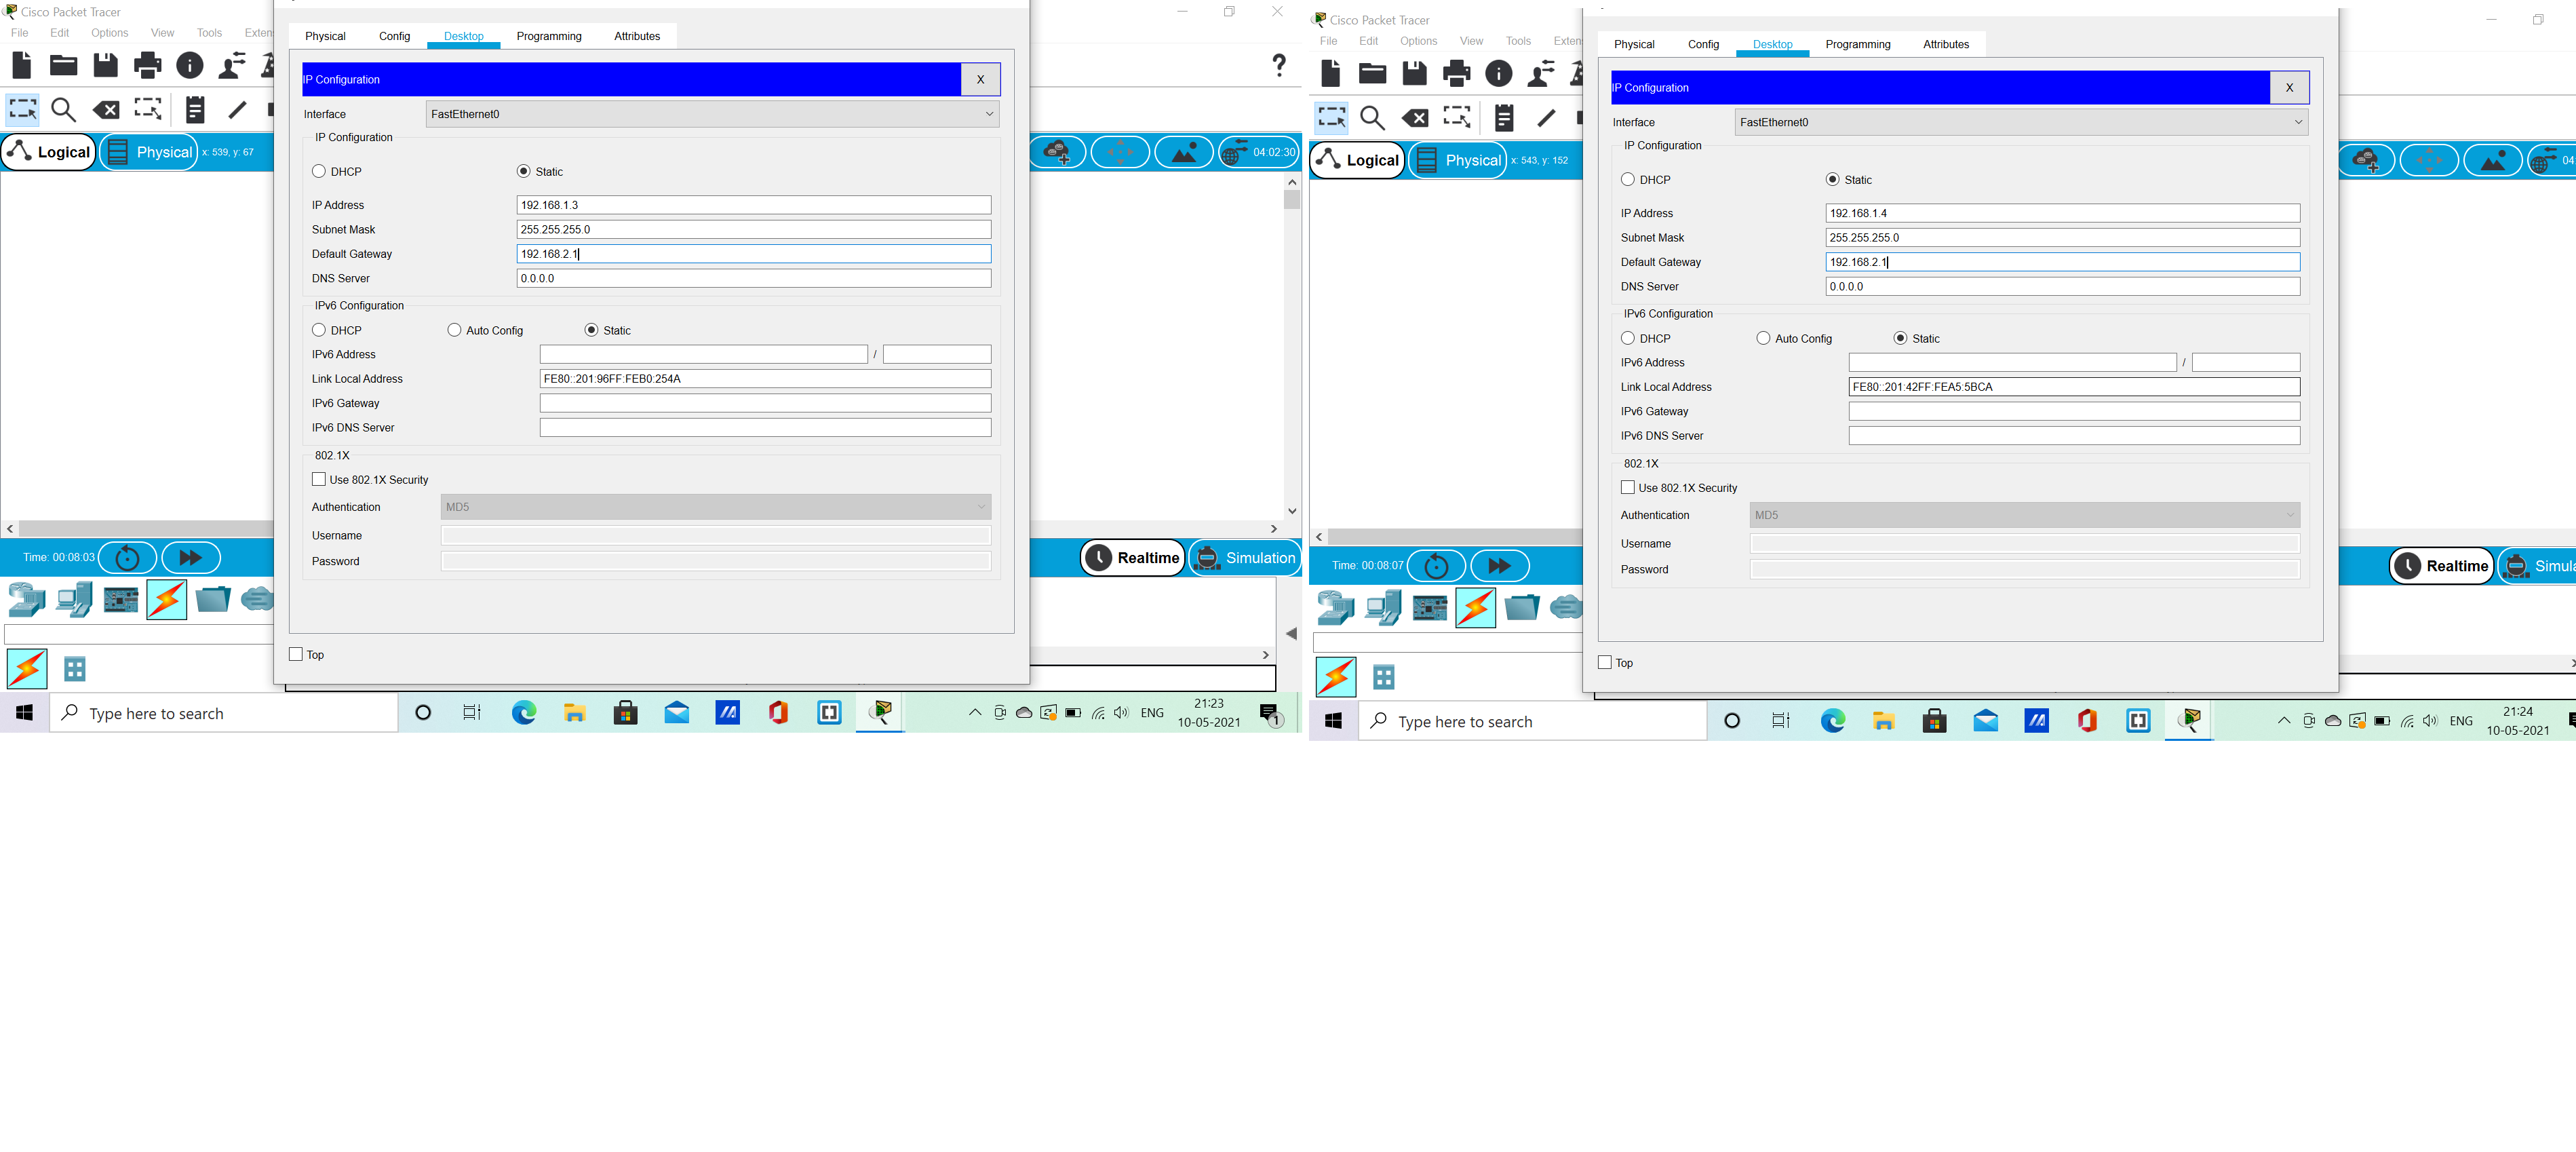 Cisco Packet Tracer
File Edit Options View Tools
Physical Config Desktop Programming Attributes
?
IP Configuration X
Interface FastEthernet0
IP Configuration
Logical Physical x: 539, y: 67
04:02:30
DHCP Static
IP Address 192.168.1.3
Subnet Mask 255.255.255.0
Default Gateway 192.168.2.1
DNS Server 0.0.0.0
IPv6 Configuration
DHCP Auto Config Static
IPv6 Address /
Link Local Address FE80::201:96FF:FEB0:254A
IPv6 Gateway
IPv6 DNS Server
802.1X
Use 802.1X Security
Authentication MD5
Username
Password
Time: 00:08:03
Realtime Simulation
Top
Type here to search
ENG
21:23
10-05-2021
1
Cisco Packet Tracer
File Edit Options View Tools
Physical Config Desktop Programming Attributes
IP Configuration X
Interface FastEthernet0
IP Configuration
Logical Physical x: 543, y: 152
04
DHCP Static
IP Address 192.168.1.4
Subnet Mask 255.255.255.0
Default Gateway 192.168.2.1
DNS Server 0.0.0.0
IPv6 Configuration
DHCP Auto Config Static
IPv6 Address /
Link Local Address FE80::201:42FF:FEA5:5BCA
IPv6 Gateway
IPv6 DNS Server
802.1X
Use 802.1X Security
Authentication MD5
Username
Password
Time: 00:08:07
Realtime
Top
Type here to search
ENG
21:24
10-05-2021